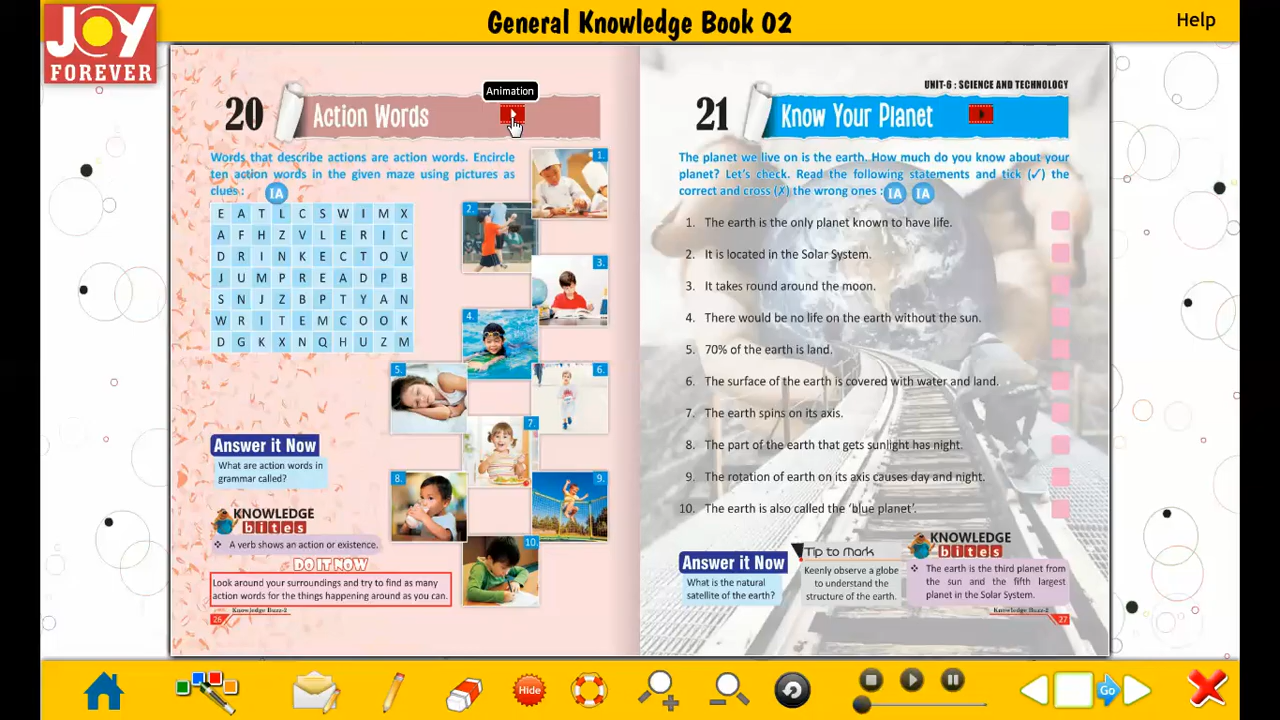 JOY
FOREVER
General Knowledge Book 02
Help
20
Action Words
Animation
Words that describe actions are action words. Encircle
ten action words in the given maze using pictures as
clues :
IA
E A T L C S W I M X
A F H Z V L E R I C
D R I N K E C T O V
J U M P R E A D P B
S N J Z B P T Y A N
W R I T E M C O O K
D G K X N Q H U Z M
1.
2.
3.
4.
5.
6.
7.
8.
9.
10.
Answer it Now
What are action words in
grammar called?
KNOWLEDGE
bites
❖ A verb shows an action or existence.
DO IT NOW
Look around your surroundings and try to find as many
action words for the things happening around as you can.
Knowledge Buzz-2
26
UNIT-6 : SCIENCE AND TECHNOLOGY
21
Know Your Planet
The planet we live on is the earth. How much do you know about your
planet? Let's check. Read the following statements and tick (✓) the
correct and cross (✗) the wrong ones :
IA IA
1. The earth is the only planet known to have life.
2. It is located in the Solar System.
3. It takes round around the moon.
4. There would be no life on the earth without the sun.
5. 70% of the earth is land.
6. The surface of the earth is covered with water and land.
7. The earth spins on its axis.
8. The part of the earth that gets sunlight has night.
9. The rotation of earth on its axis causes day and night.
10. The earth is also called the 'blue planet'.
Answer it Now
What is the natural
satellite of the earth?
Tip to Mark
Keenly observe a globe
to understand the
structure of the earth.
KNOWLEDGE
bites
❖ The earth is the third planet from
the sun and the fifth largest
planet in the Solar System.
Knowledge Buzz-2
27
Hide
Go